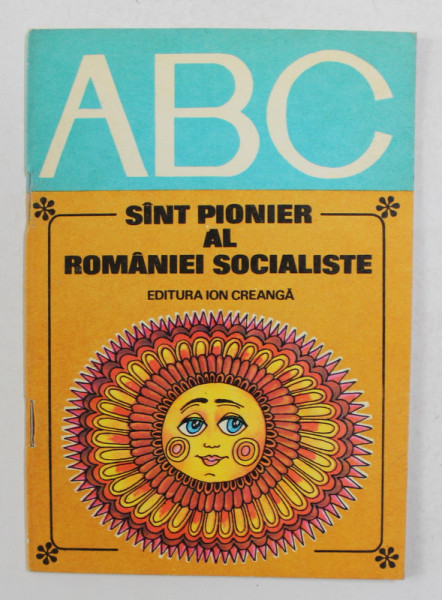 ABC
SÎNT PIONIER
AL
ROMÂNIEI SOCIALISTE
EDITURA ION CREANGĂ